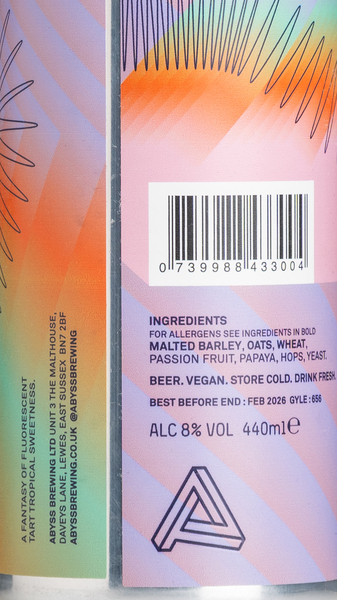 A FANTASY OF FLUORESCENT
TART TROPICAL SWEETNESS.
ABYSS BREWING LTD UNIT 3 THE MALTHOUSE,
DAVEYS LANE, LEWES, EAST SUSSEX BN7 2BF
ABYSSBREWING.CO.UK @ABYSSBREWING
0 739988 433004
INGREDIENTS
FOR ALLERGENS SEE INGREDIENTS IN BOLD
MALTED BARLEY, OATS, WHEAT,
PASSION FRUIT, PAPAYA, HOPS, YEAST.
BEER. VEGAN. STORE COLD. DRINK FRESH
BEST BEFORE END : FEB 2026 GYLE : 656
ALC 8% VOL 440ml℮